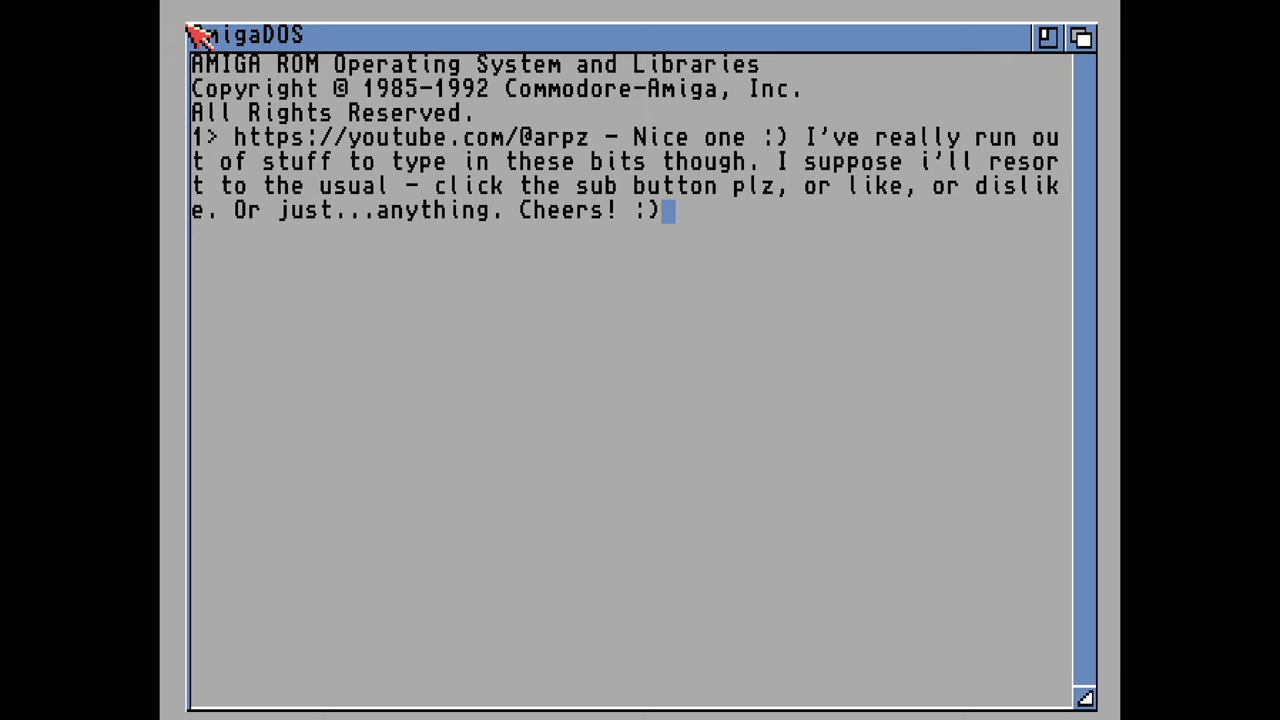 AmigaDOS
AMIGA ROM Operating System and Libraries
Copyright © 1985-1992 Commodore-Amiga, Inc.
All Rights Reserved.
1> https://youtube.com/@arpz - Nice one :) I've really run ou
t of stuff to type in these bits though. I suppose i'll resor
t to the usual - click the sub button plz, or like, or dislik
e. Or just...anything. Cheers! :)